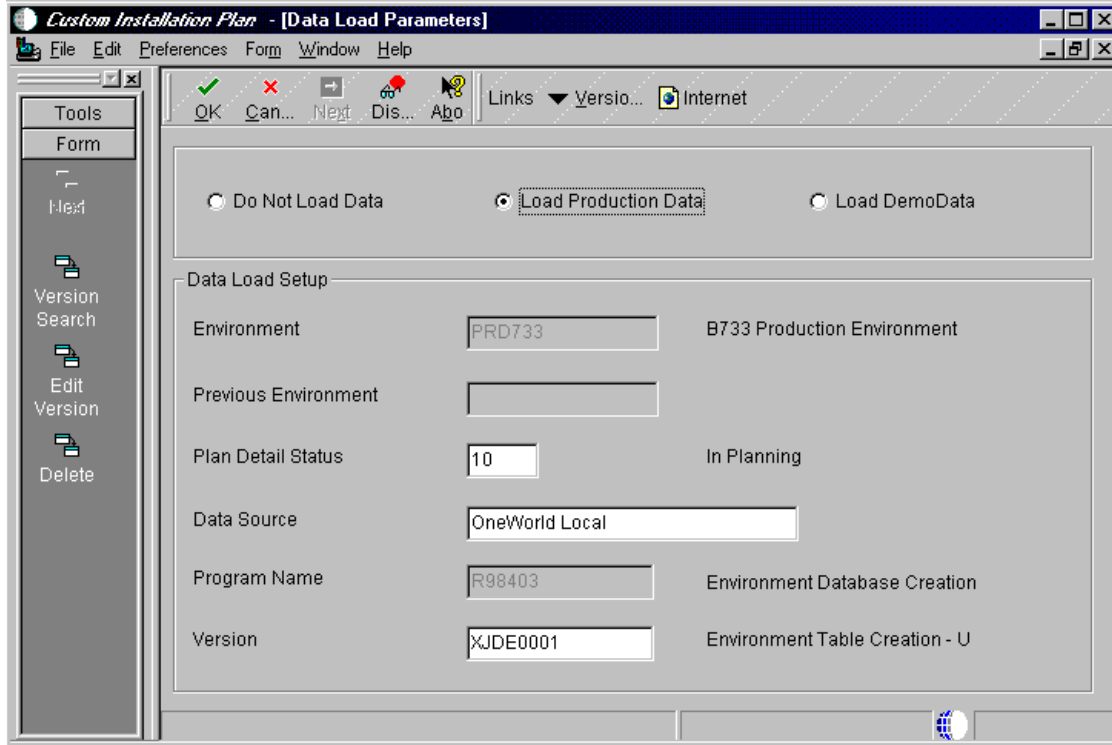 Custom Installation Plan - [Data Load Parameters]
File Edit Preferences Form Window Help
OK Can... Next Dis... Abo Links Versio... Internet
Tools
Form
Next
Version
Search
Edit
Version
Delete
Do Not Load Data Load Production Data Load DemoData
Data Load Setup
Environment PRD733 B733 Production Environment
Previous Environment
Plan Detail Status 10 In Planning
Data Source OneWorld Local
Program Name R98403 Environment Database Creation
Version XJDE0001 Environment Table Creation - U